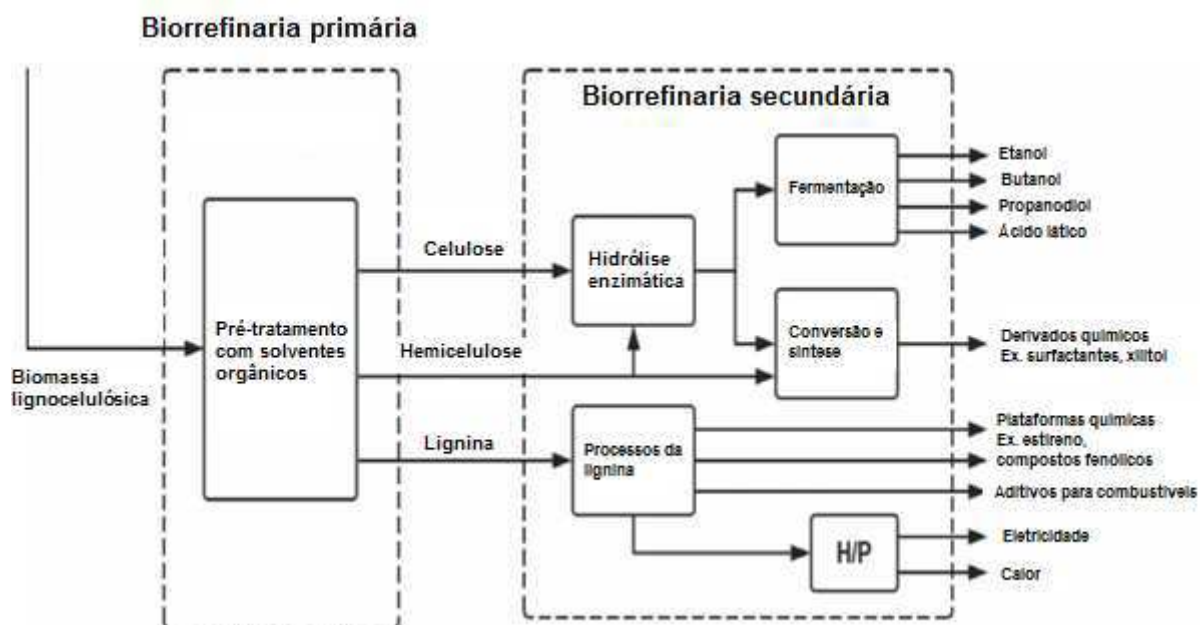 Biorrefinaria primária
Biorrefinaria secundária
Biomassa
lignocelulósica
Pré-tratamento
com solventes
orgânicos
Celulose
Hemicelulose
Lignina
Hidrólise
enzimática
Fermentação
Conversão e
síntese
Processos da
lignina
H/P
Etanol
Butanol
Propanodiol
Ácido lático
Derivados químicos
Ex. surfactantes, xilitol
Plataformas químicas
Ex. estireno,
compostos fenólicos
Aditivos para combustíveis
Eletricidade
Calor